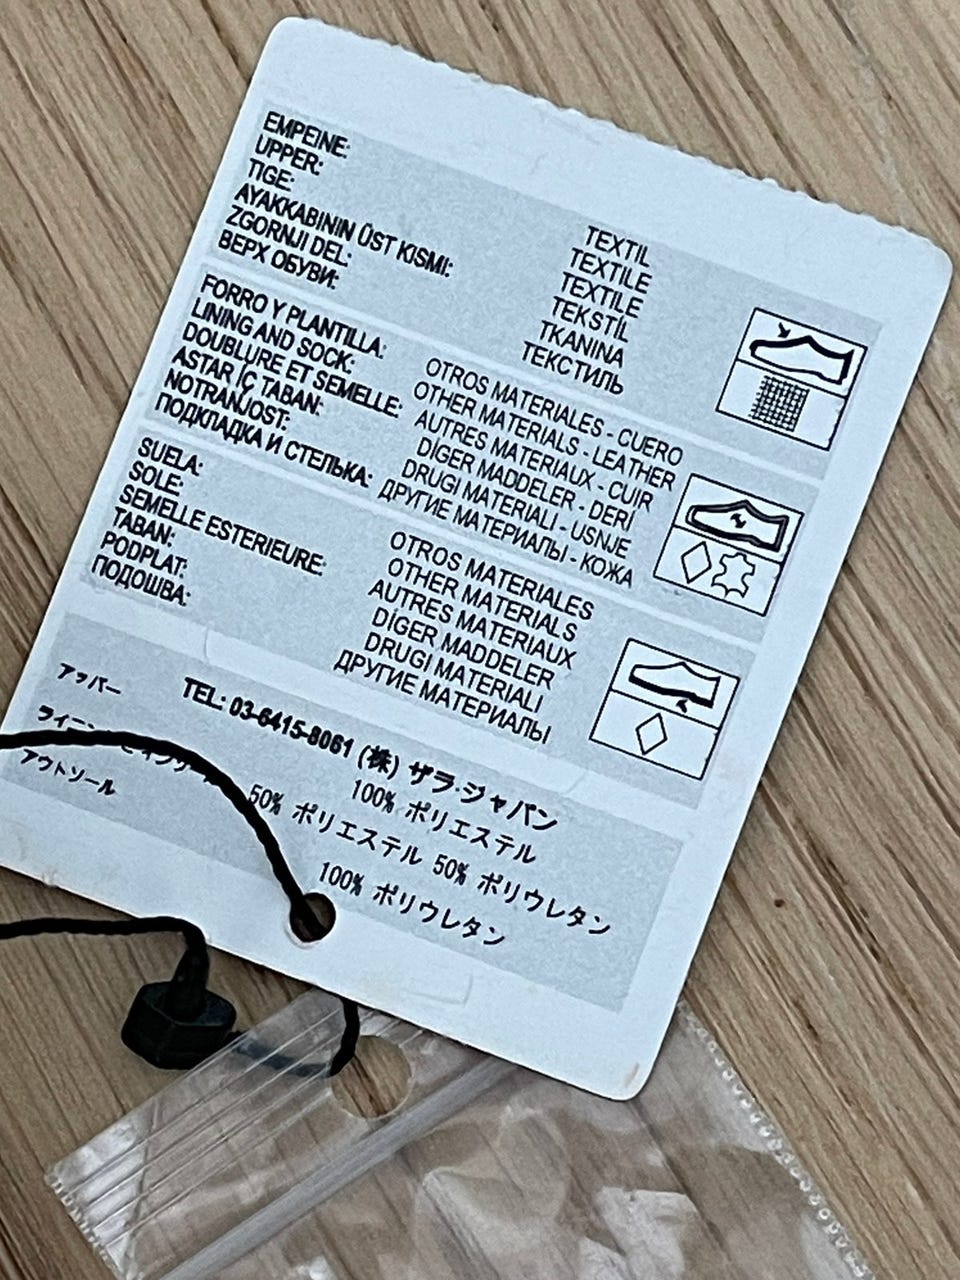 EMPEINE:
UPPER:
TIGE:
AYAKKABININ ÜST KISMI:
ZGORNJI DEL:
ВЕРХ ОБУВИ:
TEXTIL
TEXTILE
TEXTILE
TEKSTİL
TKANINA
ТЕКСТИЛЬ
FORRO Y PLANTILLA:
LINING AND SOCK:
DOUBLURE ET SEMELLE:
ASTAR İÇ TABAN:
NOTRANJOST:
ПОДКЛАДКА И СТЕЛЬКА:
OTROS MATERIALES - CUERO
OTHER MATERIALS - LEATHER
AUTRES MATERIAUX - CUIR
DİGER MADDELER - DERİ
DRUGI MATERIALI - USNJE
ДРУГИЕ МАТЕРИАЛЫ - КОЖА
SUELA:
SOLE:
SEMELLE ESTERIEURE:
TABAN:
PODPLAT:
ПОДОШВА:
OTROS MATERIALES
OTHER MATERIALS
AUTRES MATERIAUX
DİGER MADDELER
DRUGI MATERIALI
ДРУГИЕ МАТЕРИАЛЫ
TEL: 03-6415-8061 (株) ザラ・ジャパン
アッパー 100% ポリエステル
50% ポリエステル 50% ポリウレタン
アウトソール 100% ポリウレタン